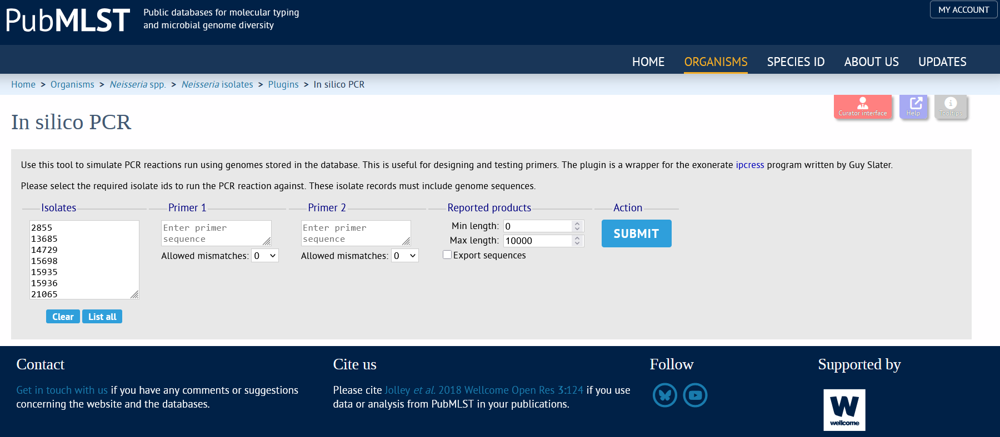 PubMLST
Public databases for molecular typing
and microbial genome diversity
MY ACCOUNT
HOME ORGANISMS SPECIES ID ABOUT US UPDATES
Home > Organisms > Neisseria spp. > Neisseria isolates > Plugins > In silico PCR
Curator interface Help Tooltips
In silico PCR
Use this tool to simulate PCR reactions run using genomes stored in the database. This is useful for designing and testing primers. The plugin is a wrapper for the exonerate ipcress program written by Guy Slater.
Please select the required isolate ids to run the PCR reaction against. These isolate records must include genome sequences.
Isolates
2855
13685
14729
15698
15935
15936
21065
Clear List all
Primer 1
Enter primer
sequence
Allowed mismatches: 0
Primer 2
Enter primer
sequence
Allowed mismatches: 0
Reported products
Min length: 0
Max length: 10000
Export sequences
Action
SUBMIT
Contact
Get in touch with us if you have any comments or suggestions
concerning the website and the databases.
Cite us
Please cite Jolley et al. 2018 Wellcome Open Res 3:124 if you use
data or analysis from PubMLST in your publications.
Follow
Supported by
W
wellcome